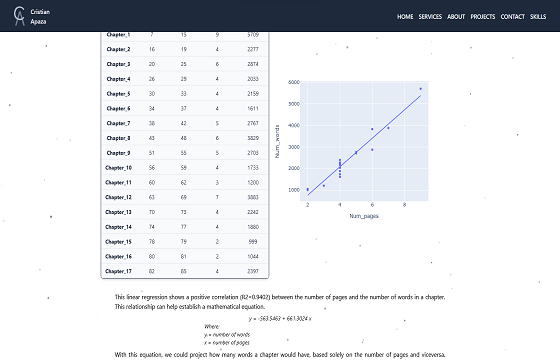 Cristian
Apaza
HOME SERVICES ABOUT PROJECTS CONTACT SKILLS
Chapter_1 7 15 9 5709
Chapter_2 16 19 4 2277
Chapter_3 20 25 6 2874
Chapter_4 26 29 4 2033
Chapter_5 30 33 4 2159
Chapter_6 34 37 4 1611
Chapter_7 38 42 5 2767
Chapter_8 43 48 6 3829
Chapter_9 51 55 5 2703
Chapter_10 56 59 4 1733
Chapter_11 60 62 3 1200
Chapter_12 63 69 7 3883
Chapter_13 70 73 4 2242
Chapter_14 74 77 4 1880
Chapter_15 78 79 2 999
Chapter_16 80 81 2 1044
Chapter_17 82 85 4 2397
6000
5000
4000
3000
2000
1000
Num_words
2 4 6 8
Num_pages
This linear regression shows a positive correlation (R2=0.9402) between the number of pages and the number of words in a chapter.
This relationship can help establish a mathematical equation.
y = -563.5463 + 661.3024 x
Where:
y = number of words
x = number of pages
With this equation, we could project how many words a chapter would have, based solely on the number of pages and viceversa.